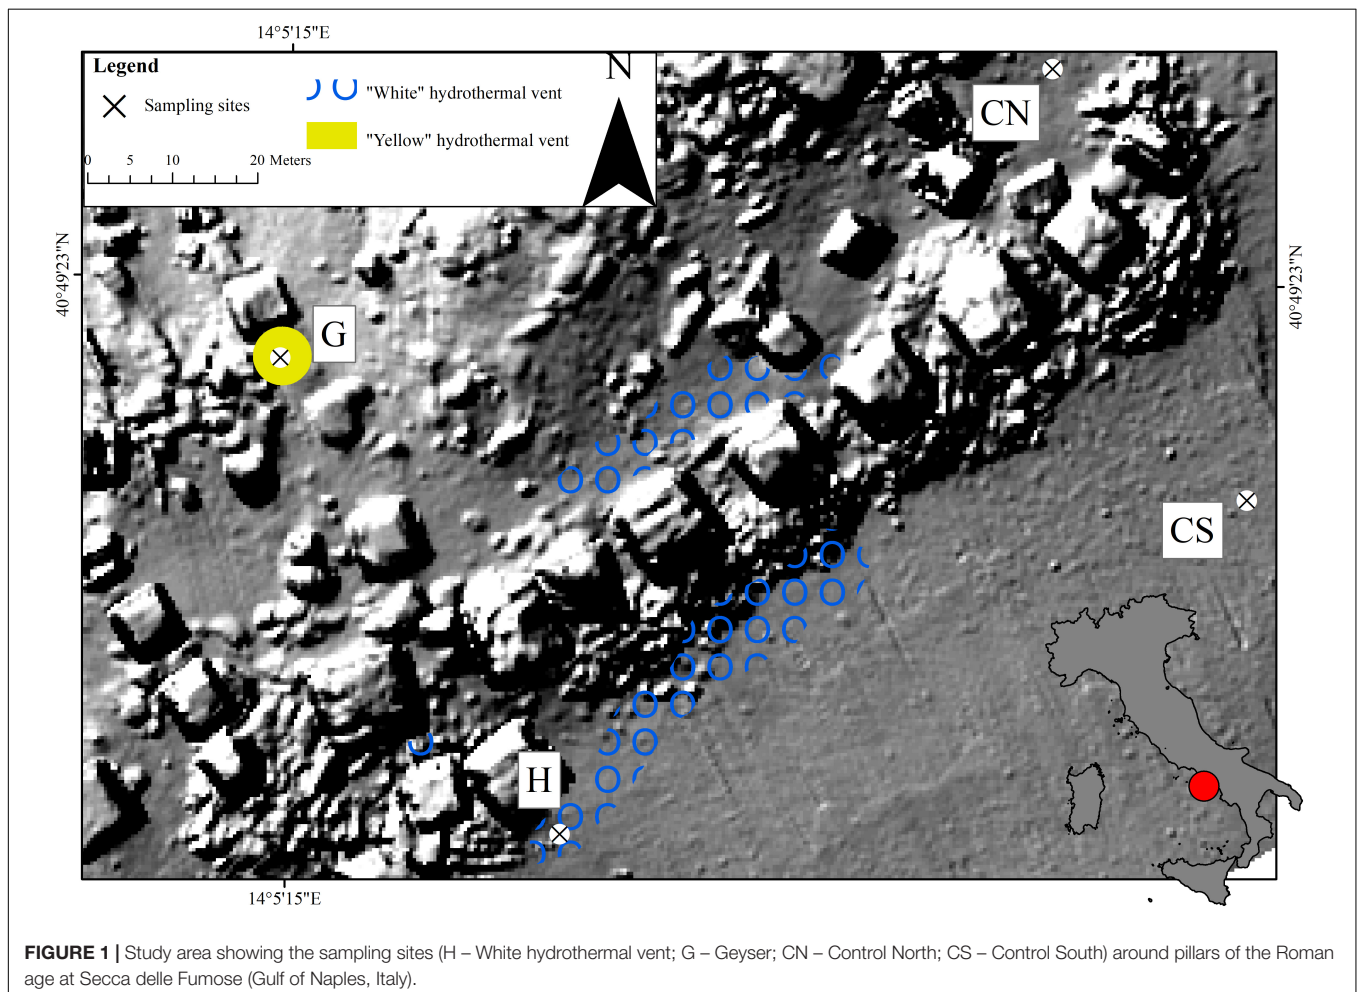 14°5'15"E
Legend
Sampling sites
"White" hydrothermal vent
"Yellow" hydrothermal vent
0 5 10 20 Meters
N
CN
40°49'23"N
40°49'23"N
G
CS
H
14°5'15"E
FIGURE 1 | Study area showing the sampling sites (H – White hydrothermal vent; G – Geyser; CN – Control North; CS – Control South) around pillars of the Roman
age at Secca delle Fumose (Gulf of Naples, Italy).